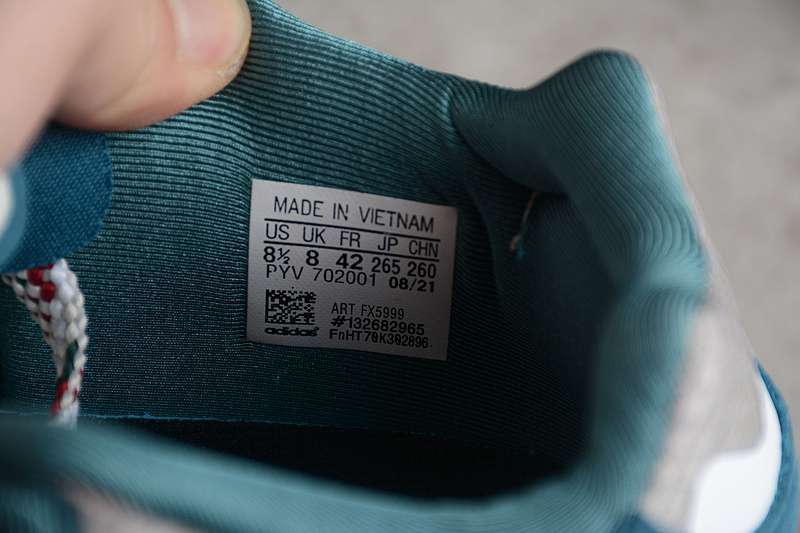 MADE IN VIETNAM
US UK FR JP CHN
8½ 8 42 265 260
PYV 702001 08/21
ART FX5999
#132682965
adidas FnHT70K302896